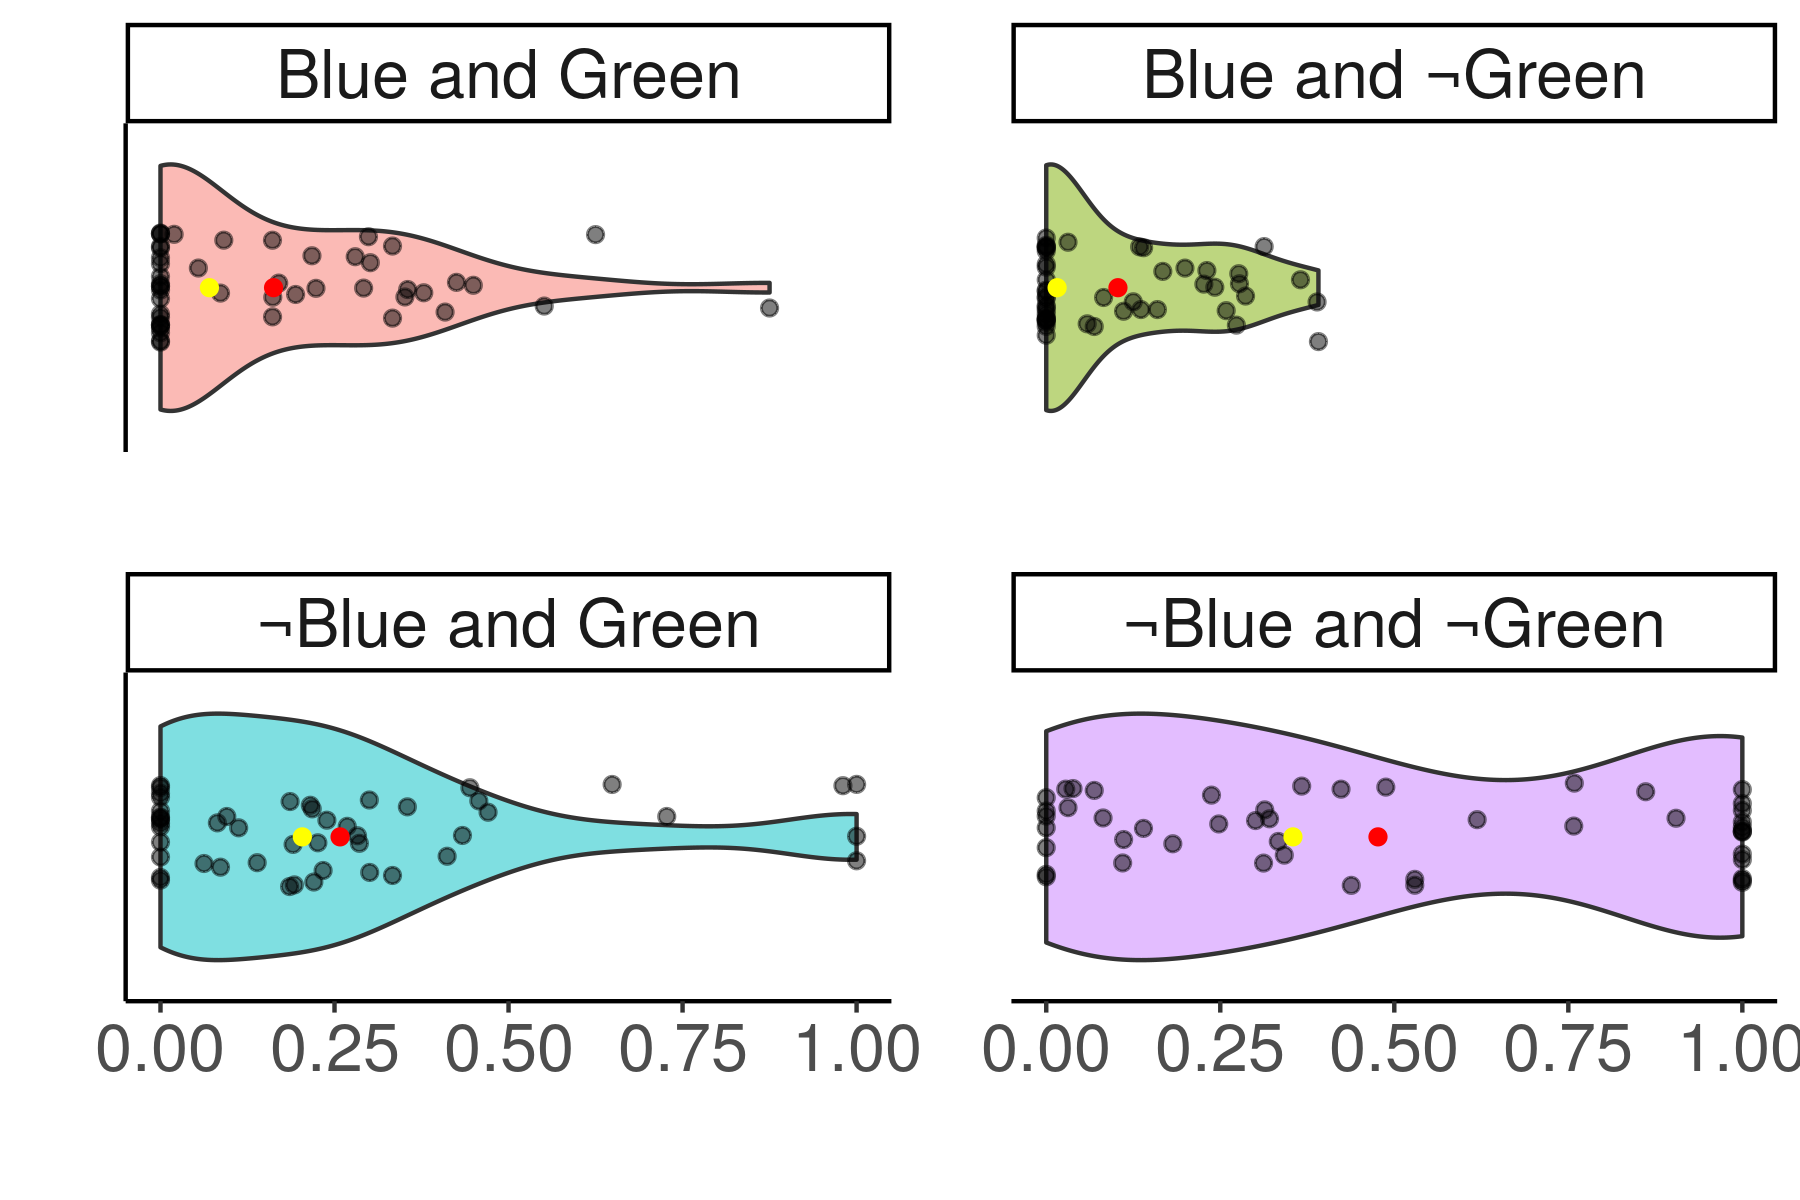 Blue and Green
Blue and ¬Green
¬Blue and Green
¬Blue and ¬Green
0.00 0.25 0.50 0.75 1.00
0.00 0.25 0.50 0.75 1.00